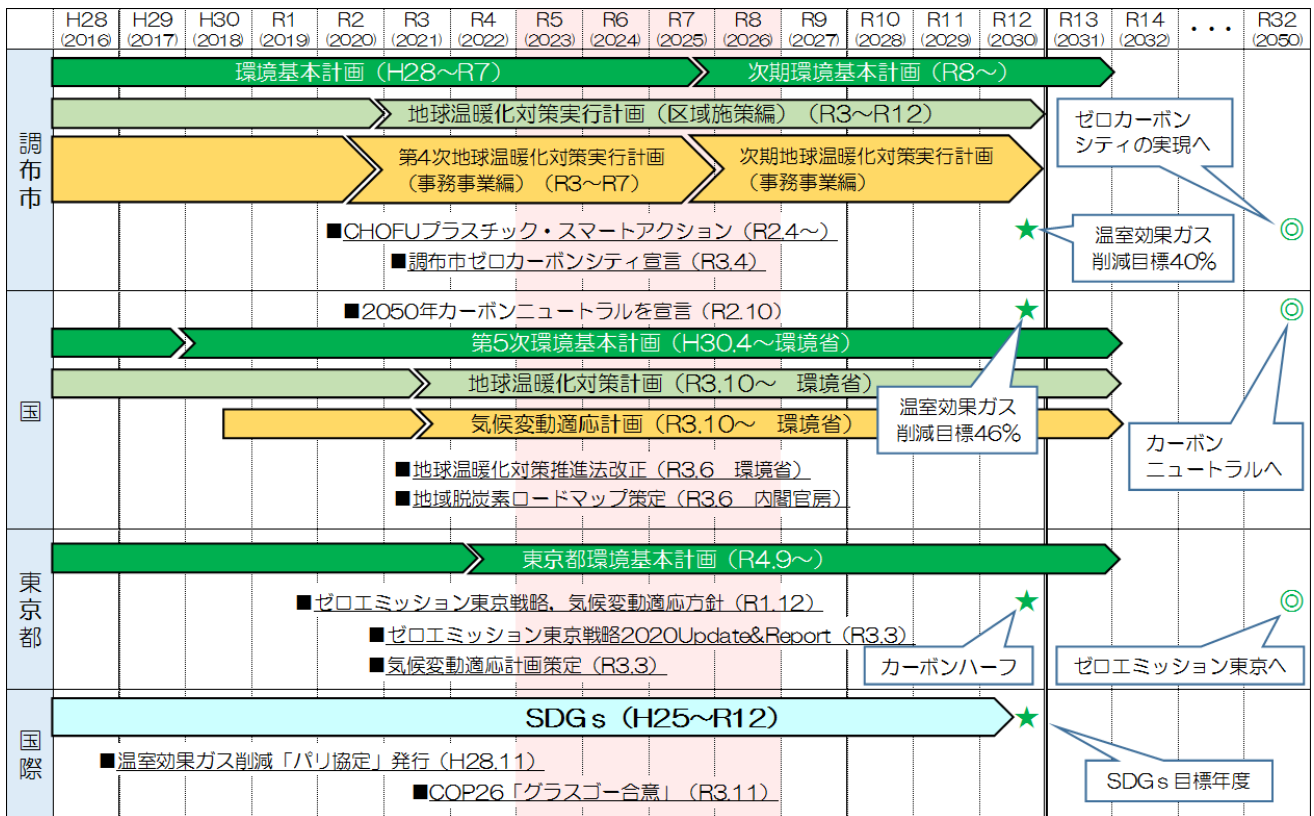 H28 H29 H30 R1 R2 R3 R4 R5 R6 R7 R8 R9 R10 R11 R12 R13 R14 ・・・ R32
(2016) (2017) (2018) (2019) (2020) (2021) (2022) (2023) (2024) (2025) (2026) (2027) (2028) (2029) (2030) (2031) (2032) (2050)
調布市
環境基本計画(H28~R7)
次期環境基本計画(R8~)
地球温暖化対策実行計画(区域施策編)(R3~R12)
第4次地球温暖化対策実行計画
(事務事業編)(R3~R7)
次期地球温暖化対策実行計画
(事務事業編)
ゼロカーボン
シティの実現へ
■CHOFUプラスチック・スマートアクション(R2.4~)
■調布市ゼロカーボンシティ宣言(R3.4)
★
◎
温室効果ガス
削減目標40%
国
■2050年カーボンニュートラルを宣言(R2.10)
★
◎
第5次環境基本計画(H30.4~環境省)
地球温暖化対策計画(R3.10~ 環境省)
気候変動適応計画(R3.10~ 環境省)
温室効果ガス
削減目標46%
カーボン
ニュートラルへ
■地球温暖化対策推進法改正(R3.6 環境省)
■地域脱炭素ロードマップ策定(R3.6 内閣官房)
東京都
東京都環境基本計画(R4.9~)
■ゼロエミッション東京戦略,気候変動適応方針(R1.12)
★
◎
■ゼロエミッション東京戦略2020Update&Report(R3.3)
■気候変動適応計画策定(R3.3)
カーボンハーフ
ゼロエミッション東京へ
国際
SDGs(H25~R12)
★
■温室効果ガス削減「パリ協定」発行(H28.11)
■COP26「グラスゴー合意」(R3.11)
SDGs目標年度